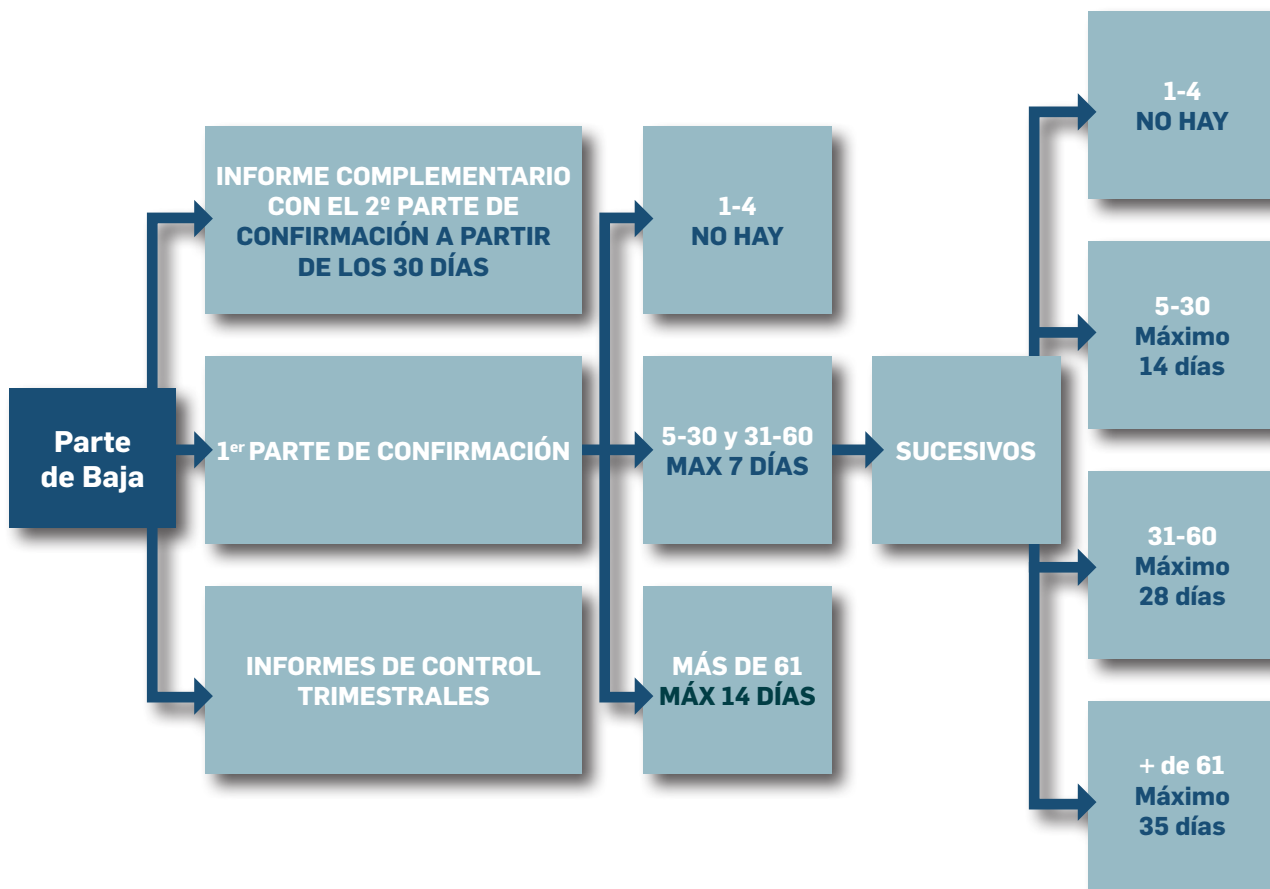 Parte
de Baja
INFORME COMPLEMENTARIO
CON EL 2º PARTE DE
CONFIRMACIÓN A PARTIR
DE LOS 30 DÍAS
1er PARTE DE CONFIRMACIÓN
INFORMES DE CONTROL
TRIMESTRALES
1-4
NO HAY
5-30 y 31-60
MAX 7 DÍAS
MÁS DE 61
MÁX 14 DÍAS
SUCESIVOS
1-4
NO HAY
5-30
Máximo
14 días
31-60
Máximo
28 días
+ de 61
Máximo
35 días